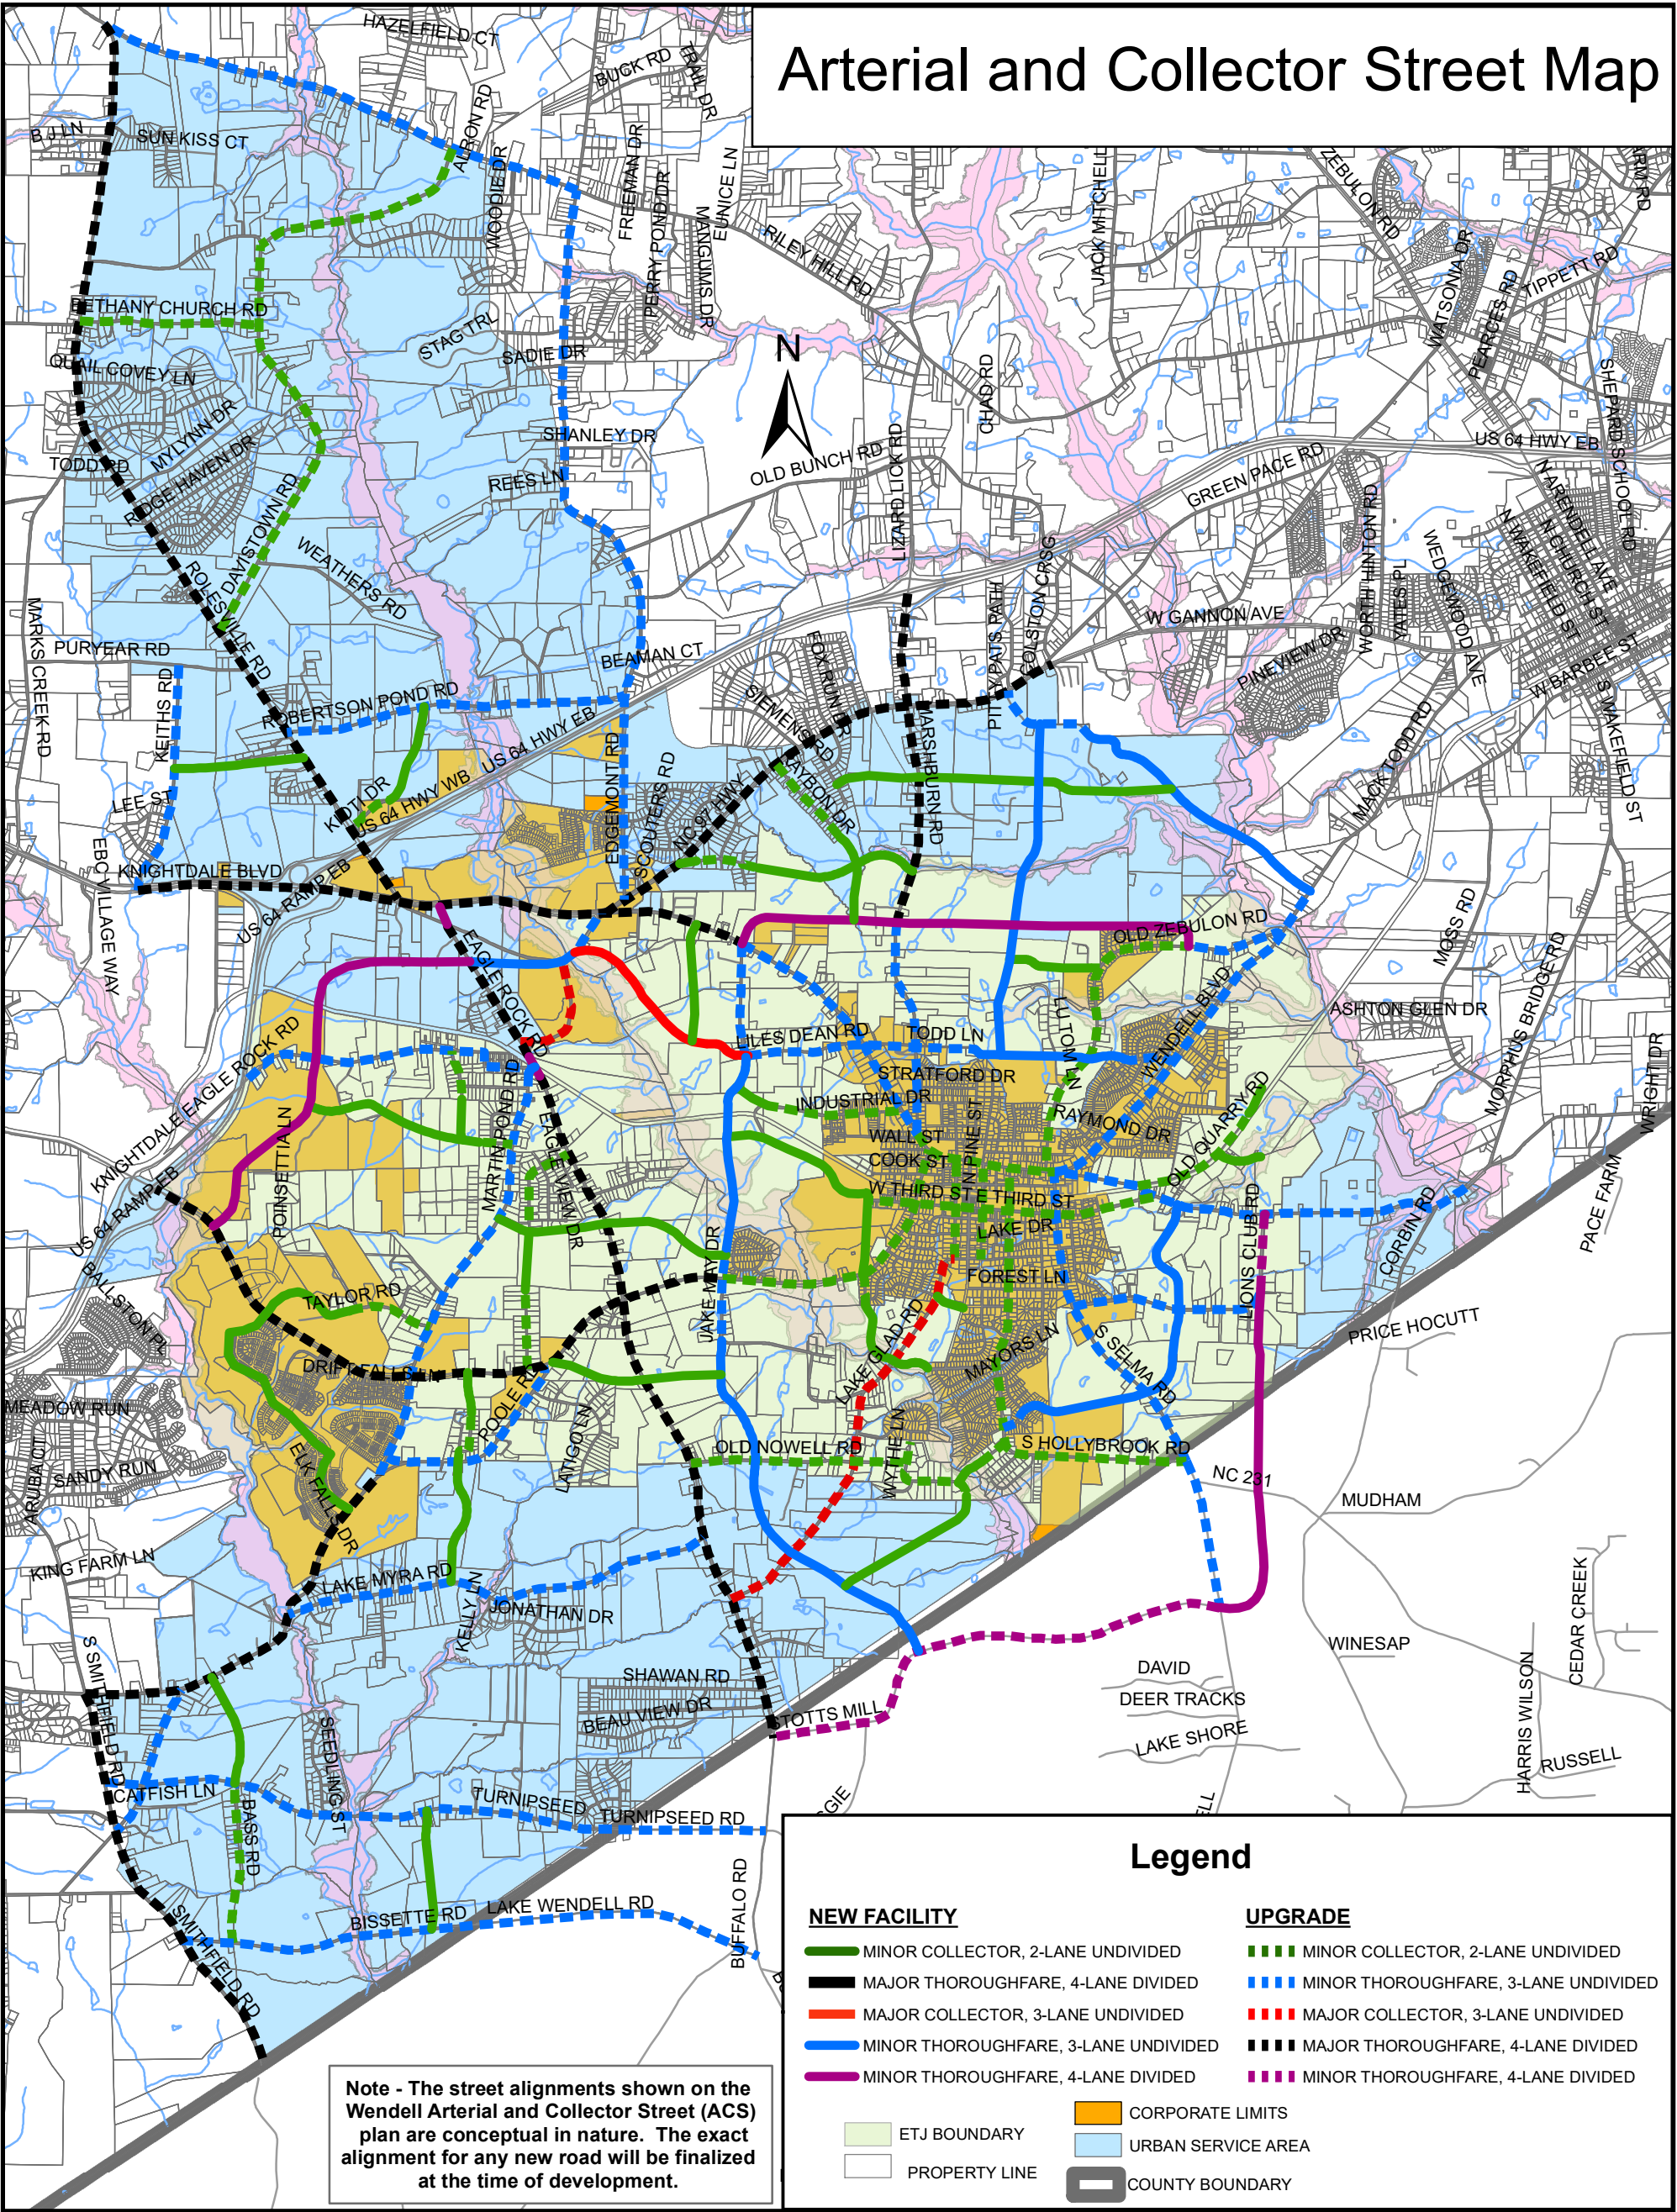 Arterial and Collector Street Map
HAZELFIELD CT
BUCK RD
TRAIL DR
B J LN
SUN KISS CT
ALRON RD
WOODIE DR
FREEMAN DR
PERRY POND DR
EUNICE LN
MANGUMS DR
RILEY HILL RD
JACK MITCHELL
ZEBULON RD
ARM RD
WATSONIA DR
TIPPETT RD
PEARCES RD
BETHANY CHURCH RD
STAG TRL
SADIE DR
N
QUAIL COVEY LN
MYLYNN DR
CHAD RD
SHEPARD SCHOOL RD
TODD RD
RIDGE HAVEN DR
SHANLEY DR
REES LN
OLD BUNCH RD
LIZARD LICK RD
GREEN PACE RD
US 64 HWY EB
N ARENDELL AVE
N CHURCH ST
N WAKEFIELD ST
DAVISTOWN RD
WEATHERS RD
ROLESVILLE RD
MARKS CREEK RD
PURYEAR RD
KEITHS RD
ROBERTSON POND RD
BEAMAN CT
FOX RUN DR
SIEMENS RD
PITTYPATS PATH
FOLSTON CRSG
W GANNON AVE
WORTH HINTON RD
YATES PL
WEDGEWOOD AVE
PINEVIEW DR
W BARBEE ST
S WAKEFIELD ST
MACK TODD RD
LEE ST
KIOTI DR
US 64 HWY WB
US 64 HWY EB
EDGEMONT RD
SCOUTERS RD
NC 97 HWY
RAYBON DR
MARSHBURN RD
EBO VILLAGE WAY
KNIGHTDALE BLVD
US 64 RAMP EB
EAGLE ROCK RD
OLD ZEBULON RD
MOSS RD
MORPHUS BRIDGE RD
ASHTON GLEN DR
WRIGHT DR
WENDELL BLVD
LU TOM LN
LILES DEAN RD
TODD LN
STRATFORD DR
INDUSTRIAL DR
WALL ST
COOK ST
N PINE ST
RAYMOND DR
OLD QUARRY RD
W THIRD ST
E THIRD ST
LAKE DR
FOREST LN
KNIGHTDALE EAGLE ROCK RD
POINSETTIA LN
MARTIN POND RD
EAGLE VIEW DR
JAKE MAY DR
LIONS CLUB RD
CORBIN RD
PACE FARM
PRICE HOCUTT
US 64 RAMP EB
BALLSTON PL
TAYLOR RD
DRIFT FALLS LN
POOLE RD
LATIGO LN
LAKE GLAD RD
MAYORS LN
S SELMA RD
WYTHE LN
OLD NOWELL RD
S HOLLYBROOK RD
NC 231
MUDHAM
MEADOW RUN
SANDY RUN
ARUBA CT
ELK FALLS DR
KING FARM LN
LAKE MYRA RD
KELLY LN
JONATHAN DR
SHAWAN RD
BEAU VIEW DR
STOTTS MILL
DAVID
DEER TRACKS
LAKE SHORE
WINESAP
CEDAR CREEK
HARRIS WILSON
RUSSELL
S SMITHFIELD RD
CATFISH LN
BASS RD
SEEDLING ST
TURNIPSEED
TURNIPSEED RD
GGIE
ELL
BISSETTE RD
LAKE WENDELL RD
BUFFALO RD
SMITHFIELD RD
Note - The street alignments shown on the
Wendell Arterial and Collector Street (ACS)
plan are conceptual in nature. The exact
alignment for any new road will be finalized
at the time of development.
Legend
NEW FACILITY
MINOR COLLECTOR, 2-LANE UNDIVIDED
MAJOR THOROUGHFARE, 4-LANE DIVIDED
MAJOR COLLECTOR, 3-LANE UNDIVIDED
MINOR THOROUGHFARE, 3-LANE UNDIVIDED
MINOR THOROUGHFARE, 4-LANE DIVIDED
UPGRADE
MINOR COLLECTOR, 2-LANE UNDIVIDED
MINOR THOROUGHFARE, 3-LANE UNDIVIDED
MAJOR COLLECTOR, 3-LANE UNDIVIDED
MAJOR THOROUGHFARE, 4-LANE DIVIDED
MINOR THOROUGHFARE, 4-LANE DIVIDED
ETJ BOUNDARY
PROPERTY LINE
CORPORATE LIMITS
URBAN SERVICE AREA
COUNTY BOUNDARY